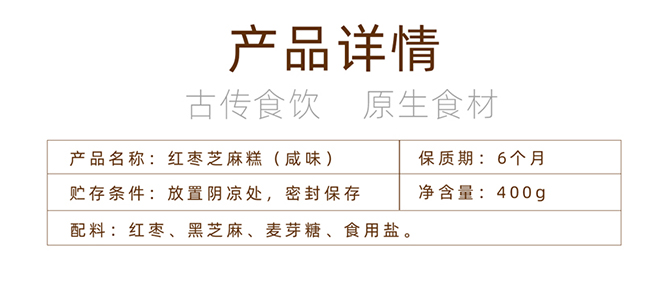 产品详情
古传食饮 原生食材
产品名称：红枣芝麻糕（咸味） 保质期：6个月
贮存条件：放置阴凉处，密封保存 净含量：400g
配料：红枣、黑芝麻、麦芽糖、食用盐。